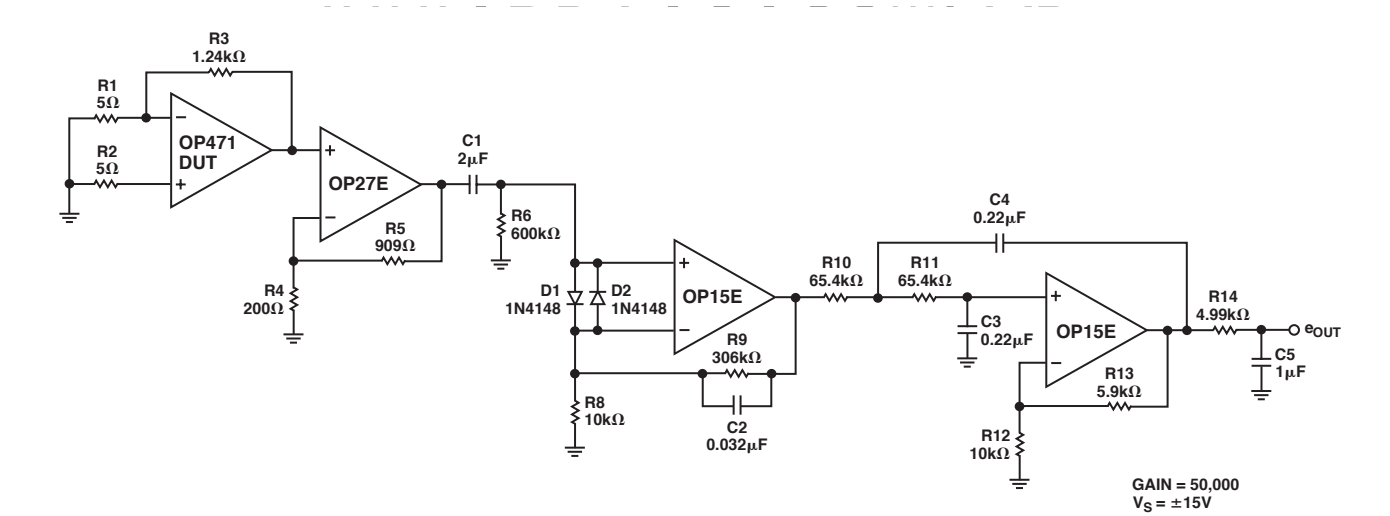 R3
1.24kΩ
R1
5Ω
OP471
DUT
R2
5Ω
OP27E
C1
2μF
R5
909Ω
R4
200Ω
R6
600kΩ
D1
1N4148
D2
1N4148
OP15E
R9
306kΩ
R8
10kΩ
C2
0.032μF
R10
65.4kΩ
R11
65.4kΩ
C4
0.22μF
C3
0.22μF
OP15E
R13
5.9kΩ
R12
10kΩ
R14
4.99kΩ
eOUT
C5
1μF
GAIN = 50,000
VS = ±15V